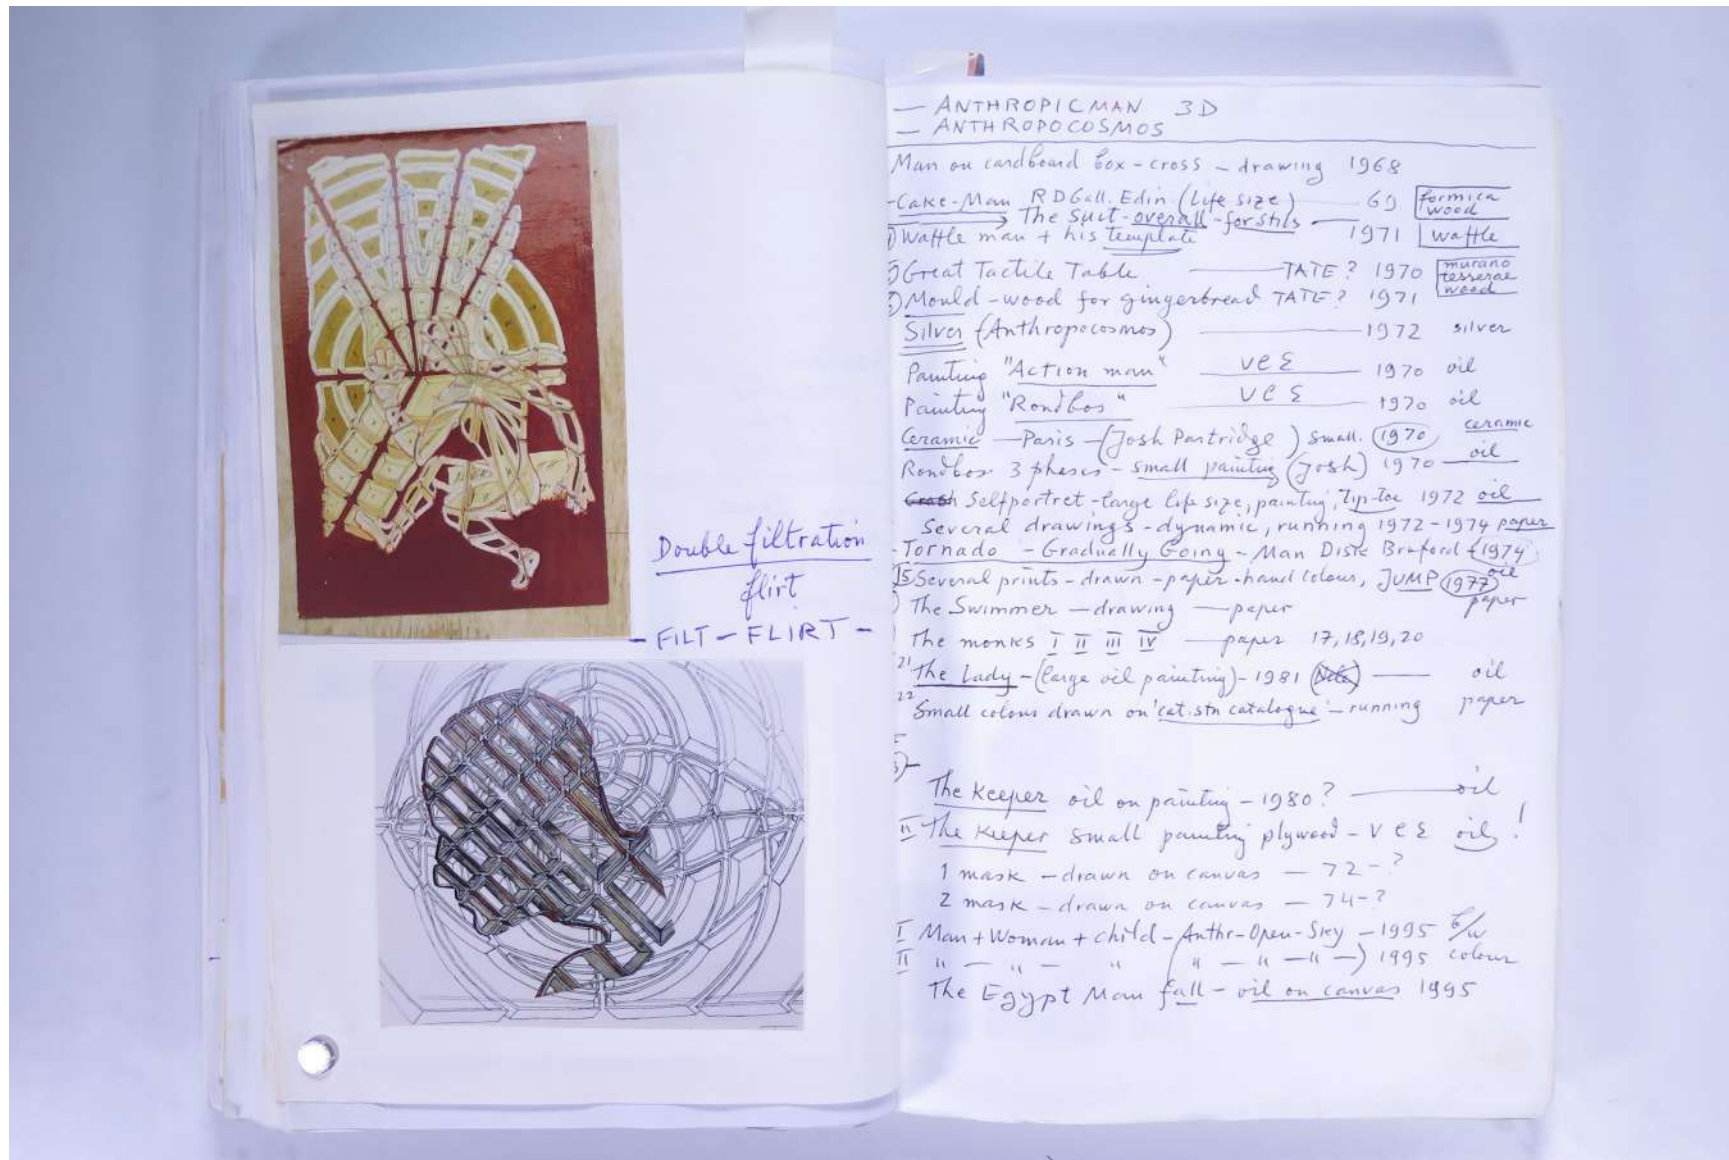 Double filtration
flirt
- FILT - FLIRT -
- ANTHROPICMAN 3D
- ANTHROPOCOSMOS
Man on cardboard box - cross - drawing 1968
- Cake-Man RDGall. Edin (Life size) 69 formica wood
The Suit - overall - for stils
Waffle man + his template 1971 waffle
Great Tactile Table TATE? 1970 murano tesserae wood
Mould - wood for gingerbread TATE? 1971
Silver (Anthropocosmos) 1972 silver
Painting "Action man" 1970 oil
Painting "Rondbos" 1970 oil
Ceramic - Paris - (Josh Partridge) small. 1970 ceramic
Rondbos 3 phases - small painting (Josh) 1970 oil
Selfportret - large life size, painting, Tip-Toe 1972 oil
Several drawings - dynamic, running 1972-1974 paper
- Tornado - Gradually Going - Man Disk 1974
15 Several prints - drawn - paper - hand colour, JUMP 1977 oil
The Swimmer - drawing - paper paper
The monks I II III IV - paper 17, 18, 19, 20
21 The Lady - (large oil painting) - 1981 oil
22 Small colour drawn on 'cat. stn catalogue' - running paper
The Keeper oil on painting - 1980? oil
II The Keeper small painting plywood - oil !
1 mask - drawn on canvas - 72-?
2 mask - drawn on canvas - 74-?
I Man + Woman + child - Anthr-Open-Sky - 1995 b/w
II " - " - " ( " - " - " - ) 1995 colour
The Egypt Man fall - oil on canvas 1995